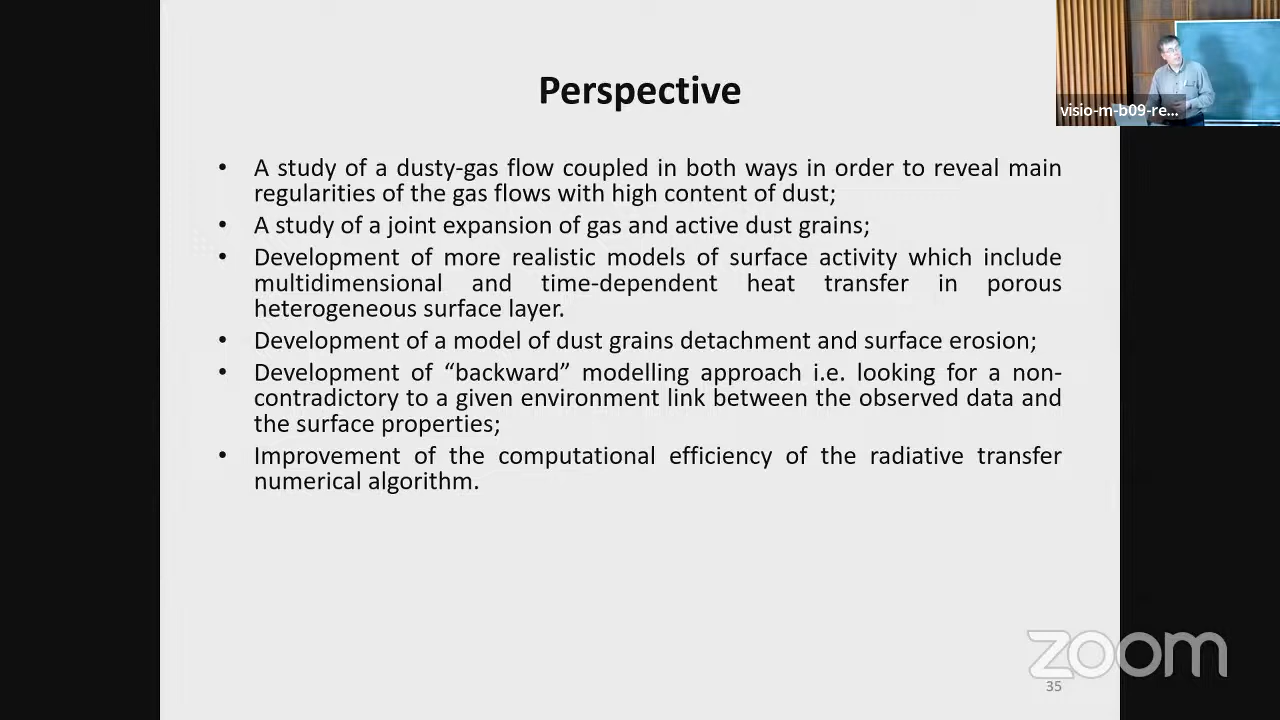 Perspective
visio-m-b09-re...
• A study of a dusty-gas flow coupled in both ways in order to reveal main
regularities of the gas flows with high content of dust;
• A study of a joint expansion of gas and active dust grains;
• Development of more realistic models of surface activity which include
multidimensional and time-dependent heat transfer in porous
heterogeneous surface layer.
• Development of a model of dust grains detachment and surface erosion;
• Development of “backward” modelling approach i.e. looking for a non-
contradictory to a given environment link between the observed data and
the surface properties;
• Improvement of the computational efficiency of the radiative transfer
numerical algorithm.
zoom
35